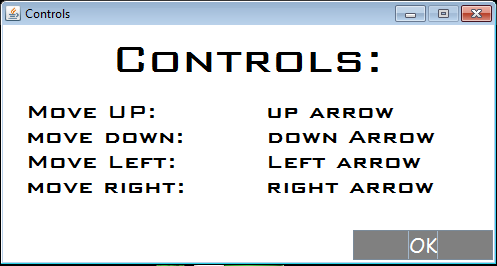 Controls
Controls:
Move UP: up arrow
move down: down Arrow
Move Left: Left arrow
move right: right arrow
OK